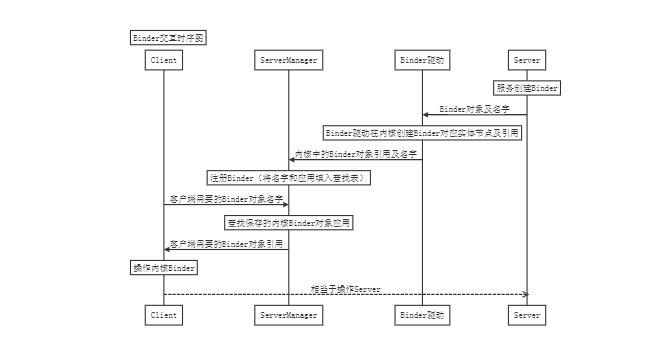 Binder交互时序图
Client
ServerManager
Binder驱动
Server
服务创建Binder
Binder对象及名字
Binder驱动在内核创建Binder对应实体节点及引用
内核中的Binder对象引用及名字
注册Binder（将名字和应用填入查找表）
客户端需要的Binder对象名字
查找保存的内核Binder对象应用
客户端需要的Binder对象引用
操作内核Binder
相当于操作Server
Client
ServerManager
Binder驱动
Server